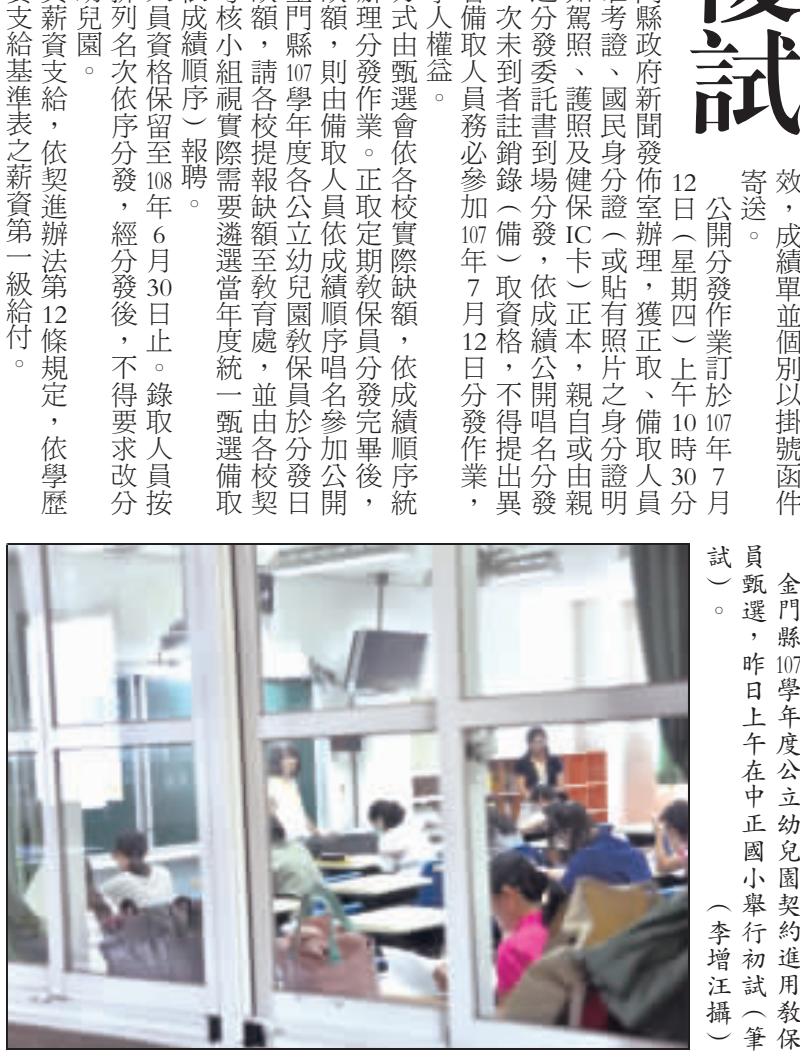 試
效，成績單並個別以掛號函件
寄送。
公開分發作業訂於107年7月
12日（星期四）上午10時30分
縣政府新聞發佈室辦理，獲正取、備取人員
考證、國民身分證（或貼有照片之身分證明
如駕照、護照及健保IC卡）正本，親自或由親
分發委託書到場分發，依成績公開唱名分發
次未到者註銷錄（備）取資格，不得提出異
備取人員務必參加107年7月12日分發作業，
人權益。
式由甄選會依各校實際缺額，依成績順序統
辦理分發作業。正取定期教保員分發完畢後，
額，則由備取人員依成績順序唱名參加公開
金門縣107學年度各公立幼兒園教保員於分發日
額，請各校提報缺額至教育處，並由各校契
考核小組視實際需要遴選當年度統一甄選備取
成績順序）報聘。
員資格保留至108年6月30日止。錄取人員按
排列名次依序分發，經分發後，不得要求改分
幼兒園。
薪資支給，依契進辦法第12條規定，依學歷
支給基準表之薪資第一級給付。
金門縣107學年度公立幼兒園契約進用教保
員甄選，昨日上午在中正國小舉行初試（筆
試）。
（李增汪攝）